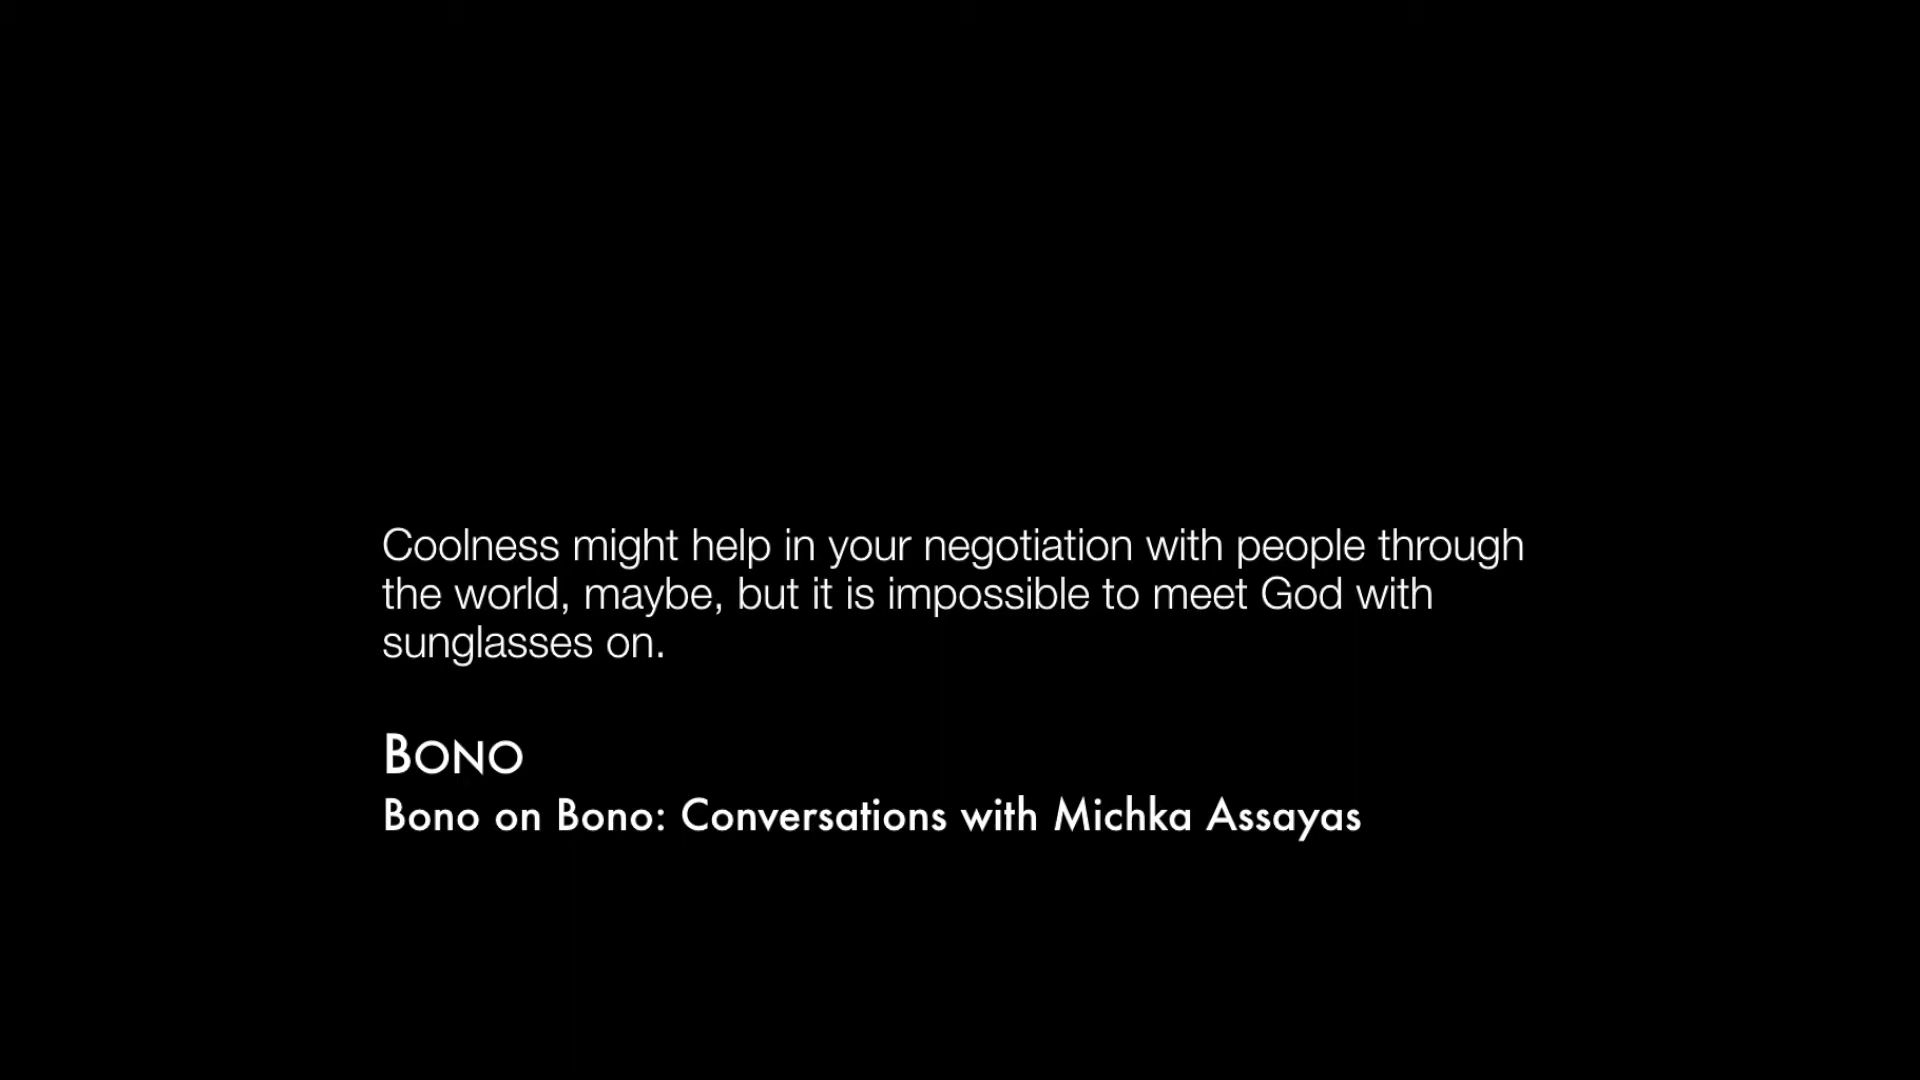 Coolness might help in your negotiation with people through
the world, maybe, but it is impossible to meet God with
sunglasses on.
BONO
Bono on Bono: Conversations with Michka Assayas